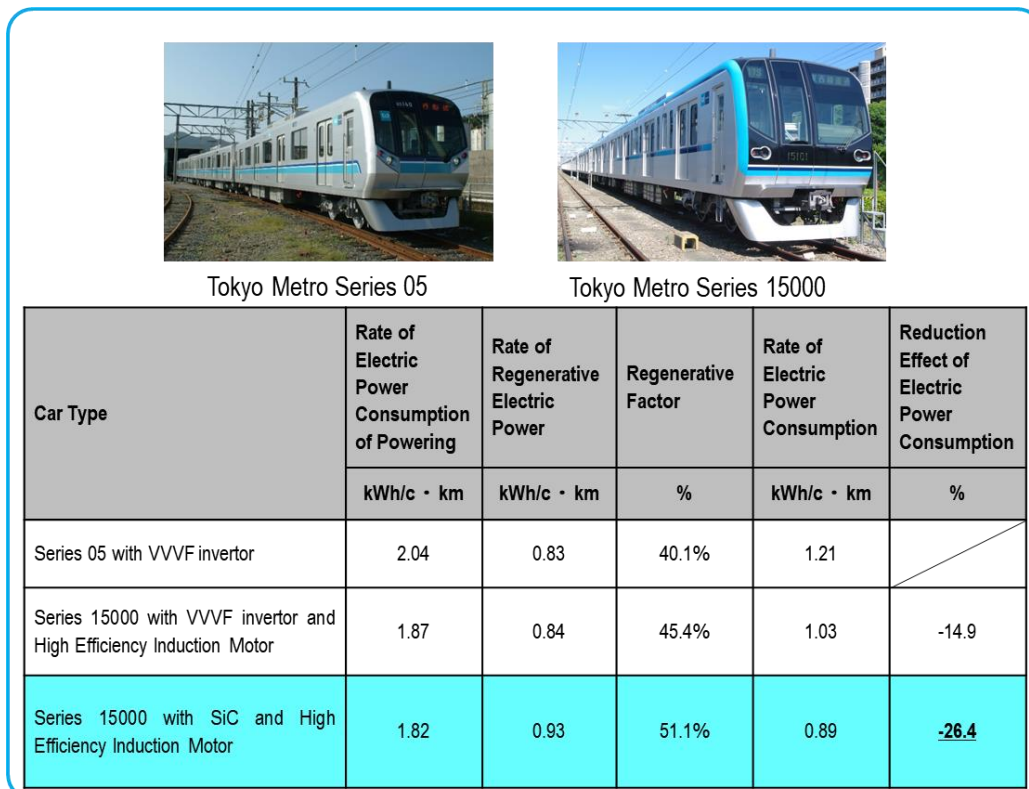 15101
Tokyo Metro Series 05
Tokyo Metro Series 15000
Car Type
Rate of
Electric
Power
Consumption
of Powering
Rate of
Regenerative
Electric
Power
Regenerative
Factor
Rate of
Electric
Power
Consumption
Reduction
Effect of
Electric
Power
Consumption
kWh/c・km
kWh/c・km
%
kWh/c・km
%
Series 05 with VVVF invertor
2.04
0.83
40.1%
1.21
Series 15000 with VVVF invertor and
High Efficiency Induction Motor
1.87
0.84
45.4%
1.03
-14.9
Series 15000 with SiC and High
Efficiency Induction Motor
1.82
0.93
51.1%
0.89
-26.4